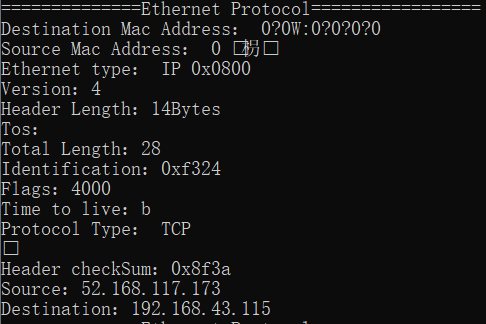 ==============Ethernet Protocol=================
Destination Mac Address:  0?0W:0?0?0?0
Source Mac Address:  0 □拐□
Ethernet type:  IP 0x0800
Version: 4
Header Length: 14Bytes
Tos:
Total Length: 28
Identification: 0xf324
Flags: 4000
Time to live: b
Protocol Type:  TCP
□
Header checkSum: 0x8f3a
Source: 52.168.117.173
Destination: 192.168.43.115